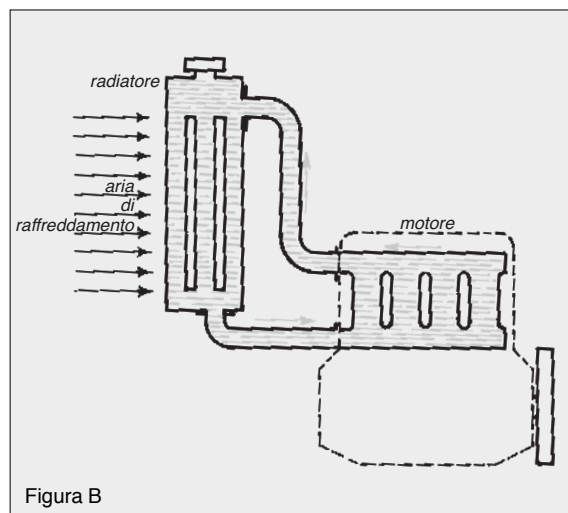 radiatore
aria
di
raffreddamento
motore
Figura B